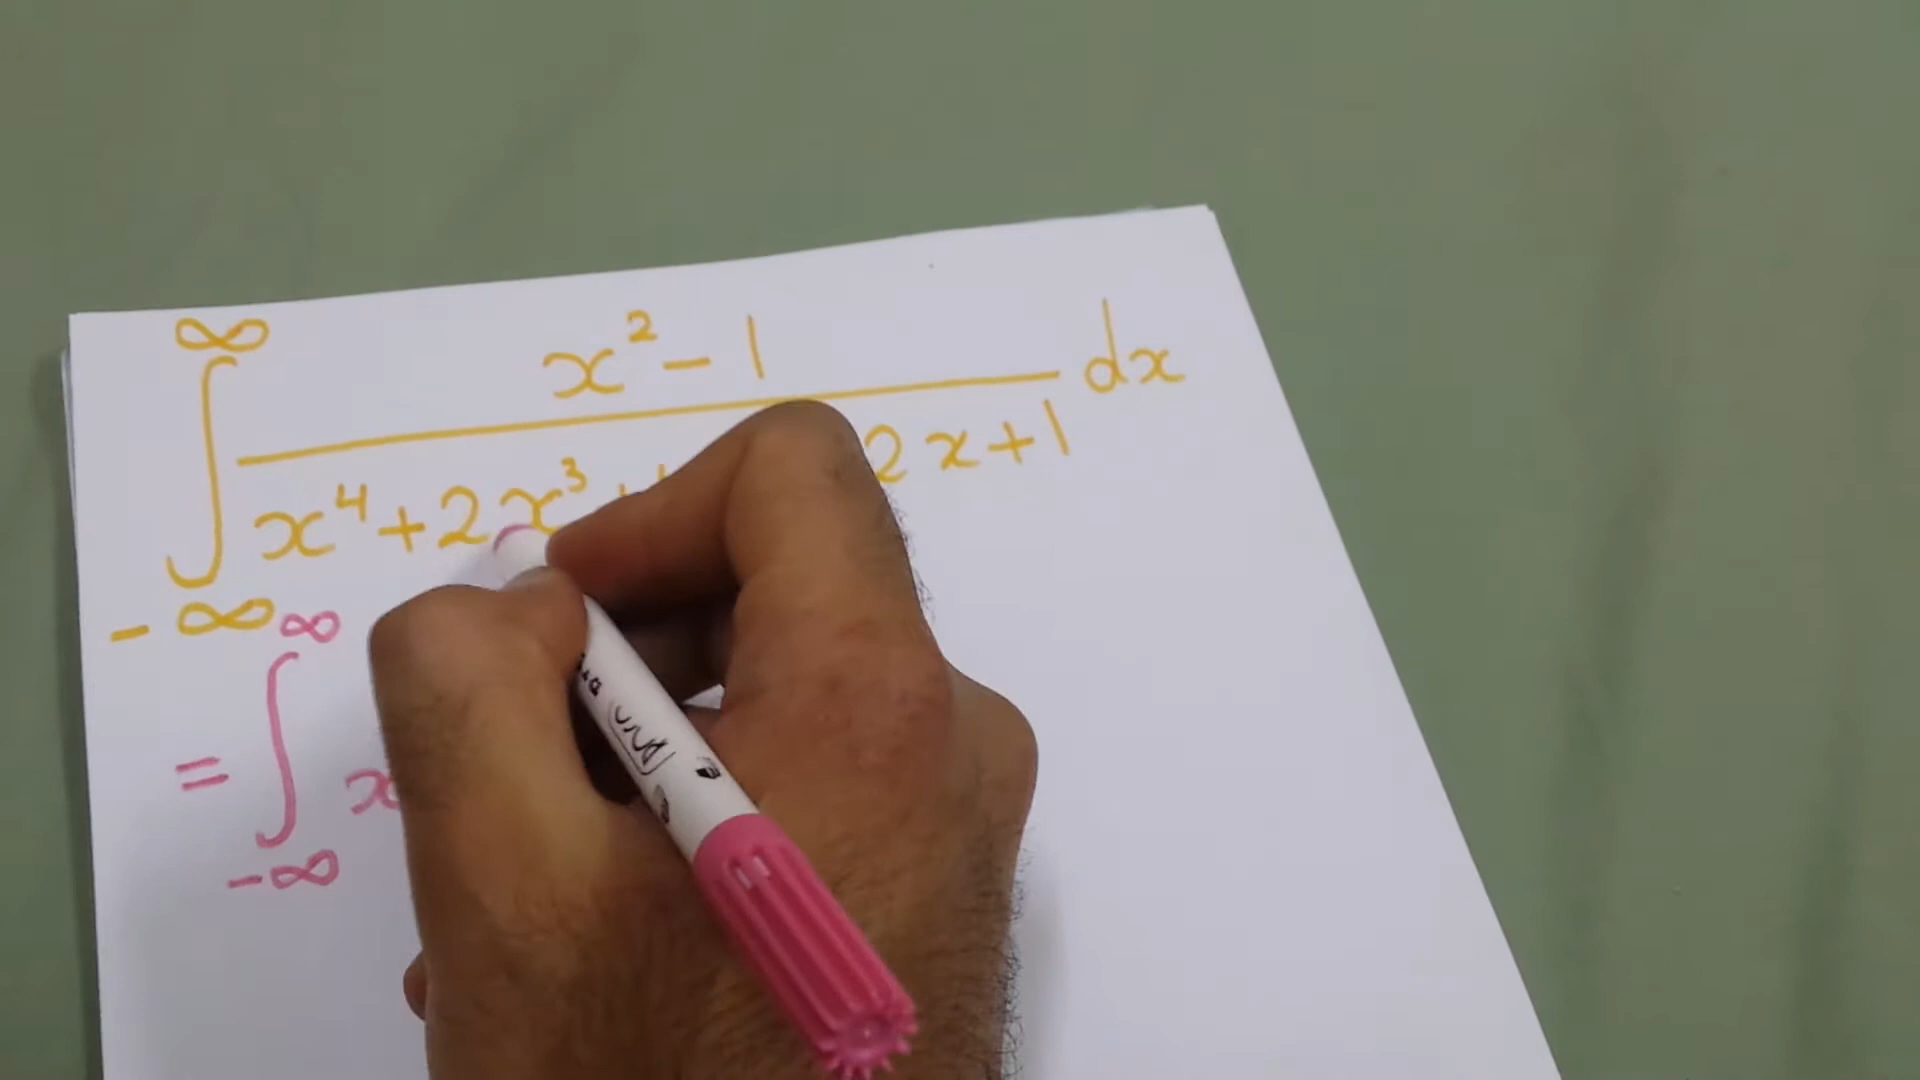 ∞
x² - 1
∫ ——— dx
x⁴ + 2x³ + 2x + 1
- ∞
∞
= ∫ x
-∞